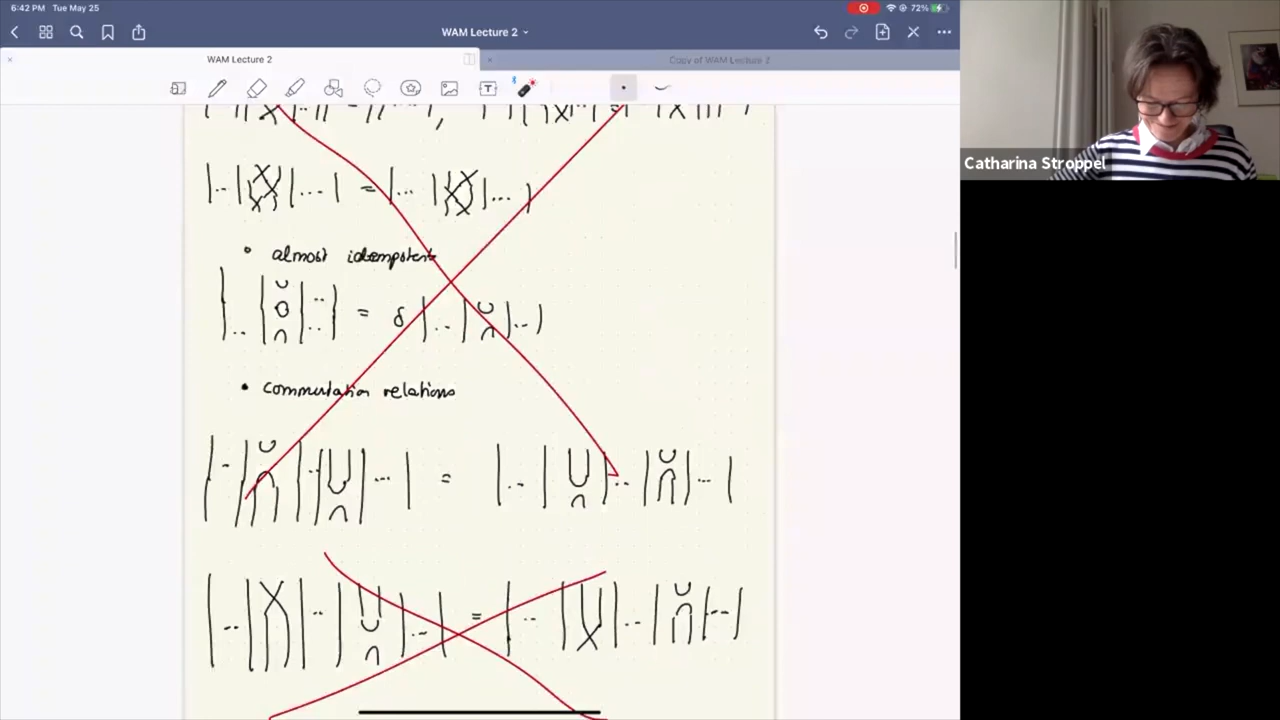 6:42 PM Tue May 25
72%
WAM Lecture 2
WAM Lecture 2
Copy of WAM Lecture 2
Catharina Stroppel
=
• almost idempotent
= δ
• commutation relations
=
=